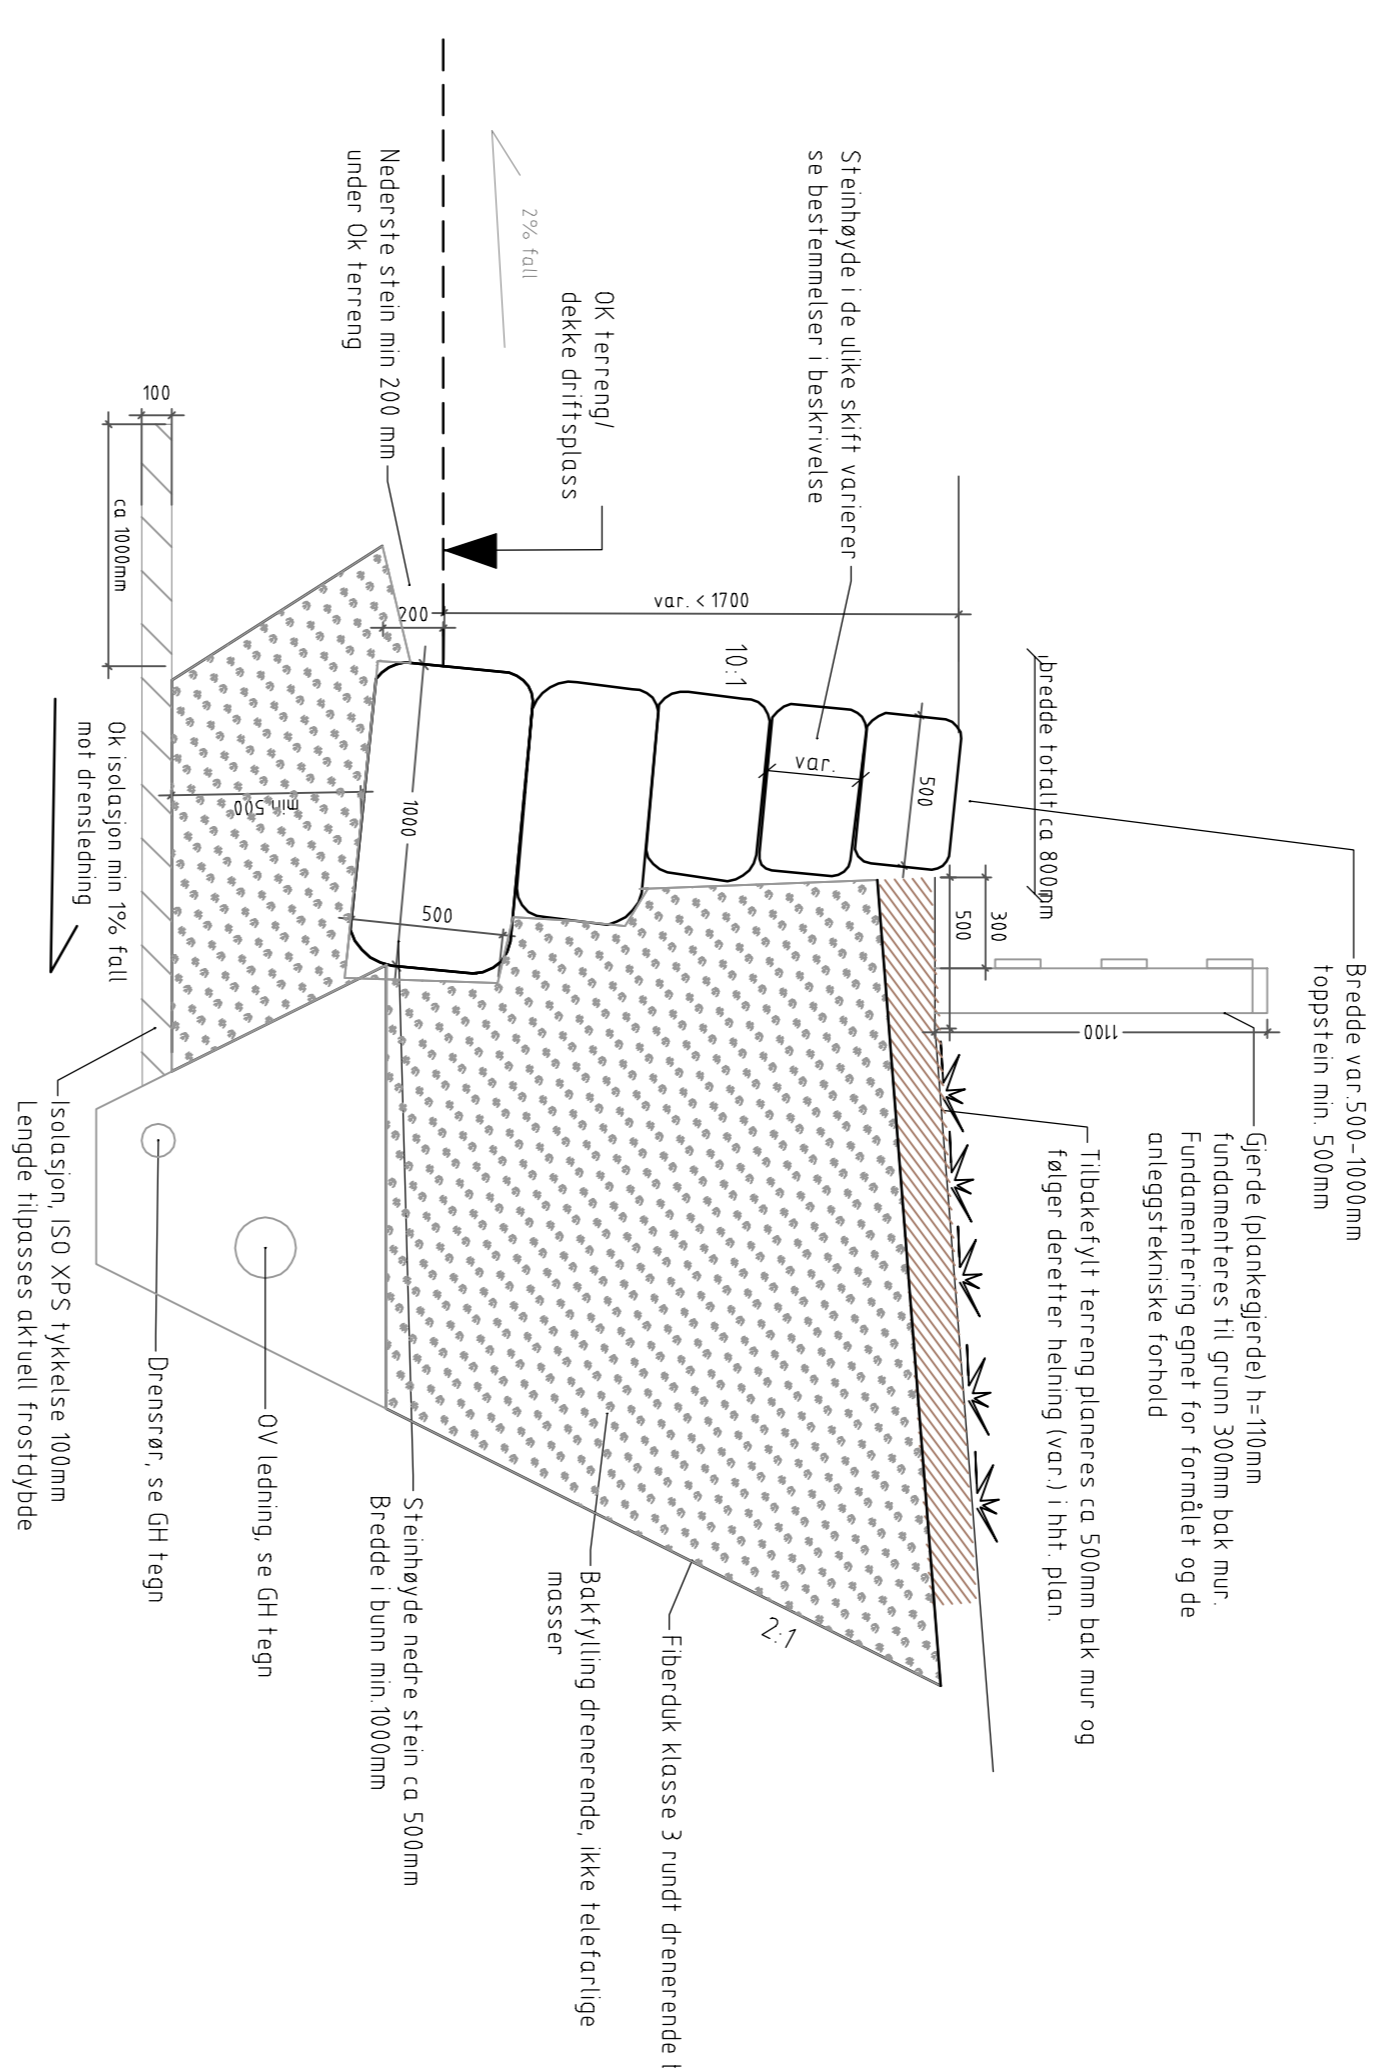 Bredde var.500-1000mm
toppstein min. 500mm
Gjerde (plankegjerde) h=110mm
fundamenteres til grunn 300mm bak mur.
Fundamentering egnet for formålet og de
anleggstekniske forhold
Tilbakefylt terreng planeres ca 500mm bak mur og
følger deretter helning (var.) i hht. plan.
bredde totalt ca 800mm
300
500
1100
500
Steinhøyde i de ulike skift varierer
se bestemmelser i beskrivelse
var.
10:1
var. < 1700
OK terreng/
dekke driftsplass
2% fall
Nederste stein min 200 mm
under Ok terreng
200
1000
500
min 500
2:1
Fiberduk klasse 3 rundt drenerende
Bakfylling drenerende, ikke telefarlige
masser
Steinhøyde nedre stein ca 500mm
Bredde i bunn min.1000mm
OV ledning, se GH tegn
Drensrør, se GH tegn
100
ca 1000mm
Ok isolasjon min 1% fall
mot drensledning
Isolasjon, ISO XPS tykkelse 100mm
Lengde tilpasses aktuell frostdybde